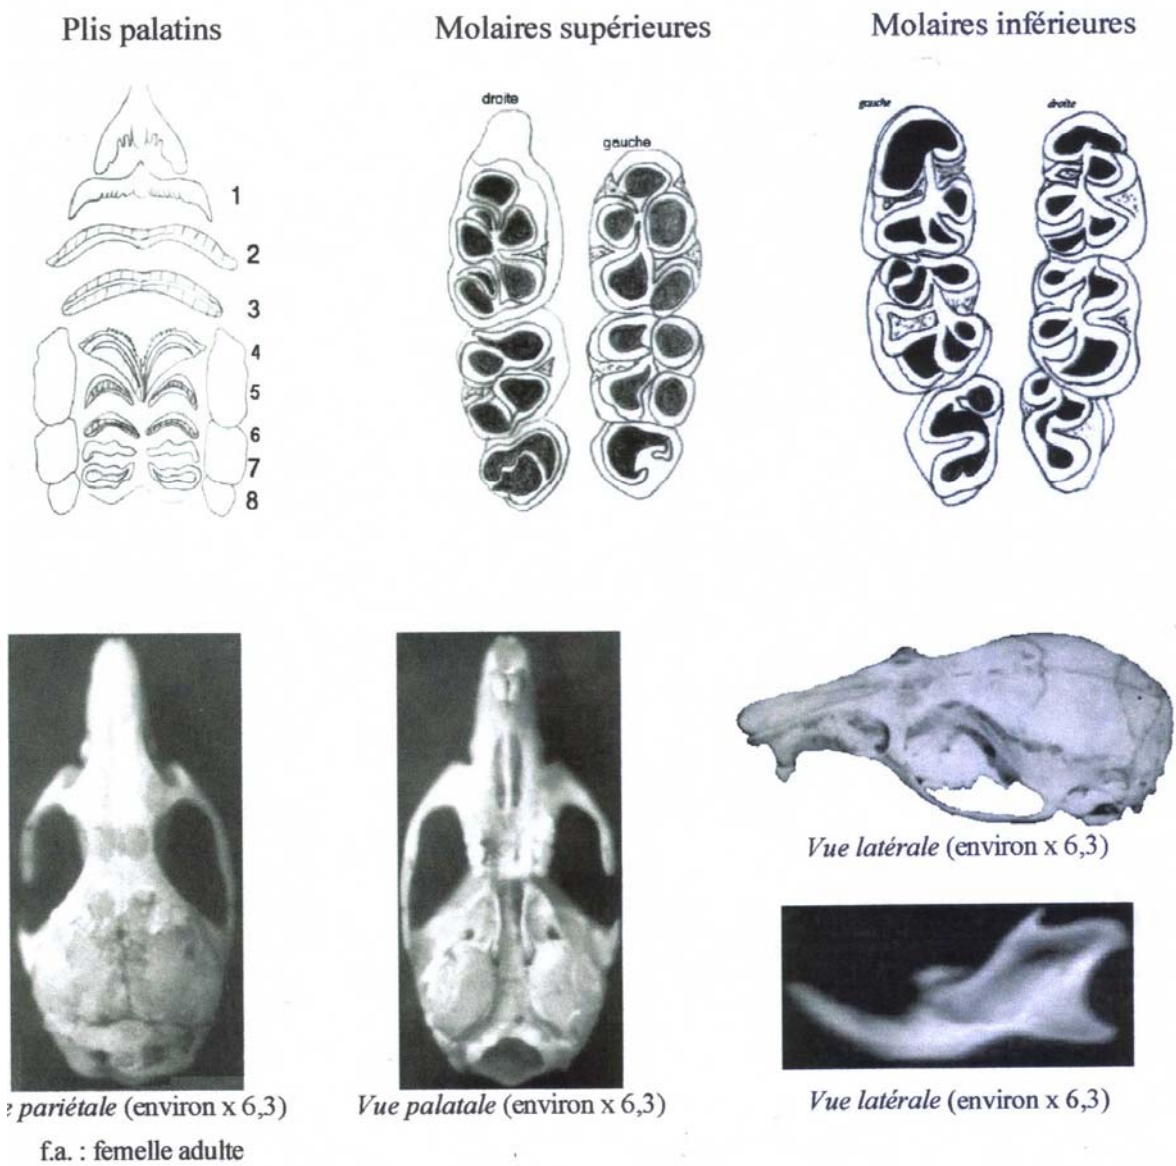 Plis palatins
Molaires supérieures
Molaires inférieures
droite
gauche
gauche
droite
1
2
3
4
5
6
7
8
Vue latérale (environ x 6,3)
e pariétale (environ x 6,3)
Vue palatale (environ x 6,3)
Vue latérale (environ x 6,3)
f.a. : femelle adulte